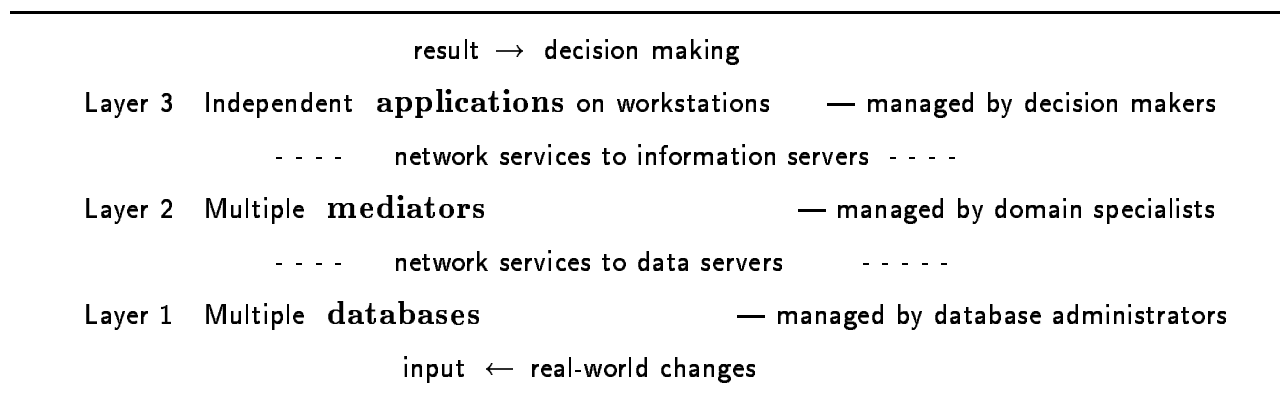 result → decision making
Layer 3 Independent applications on workstations — managed by decision makers
- - - - network services to information servers - - - -
Layer 2 Multiple mediators — managed by domain specialists
- - - - network services to data servers - - - - -
Layer 1 Multiple databases — managed by database administrators
input ← real-world changes